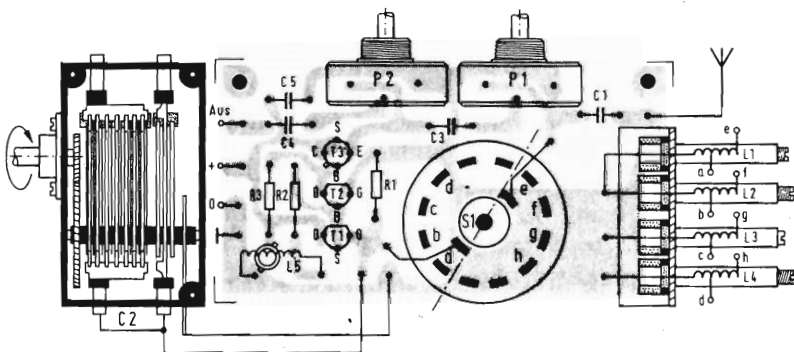 P2
P1
C5
C1
Aus
C4
C3
S
C T3 E
B
D T2 G
B
D T1 G
S
+
0
R3
R2
R1
L5
C2
S1
d
c
b
d
e
f
g
h
e
L1
a
f
L2
b
g
L3
c
h
L4
d